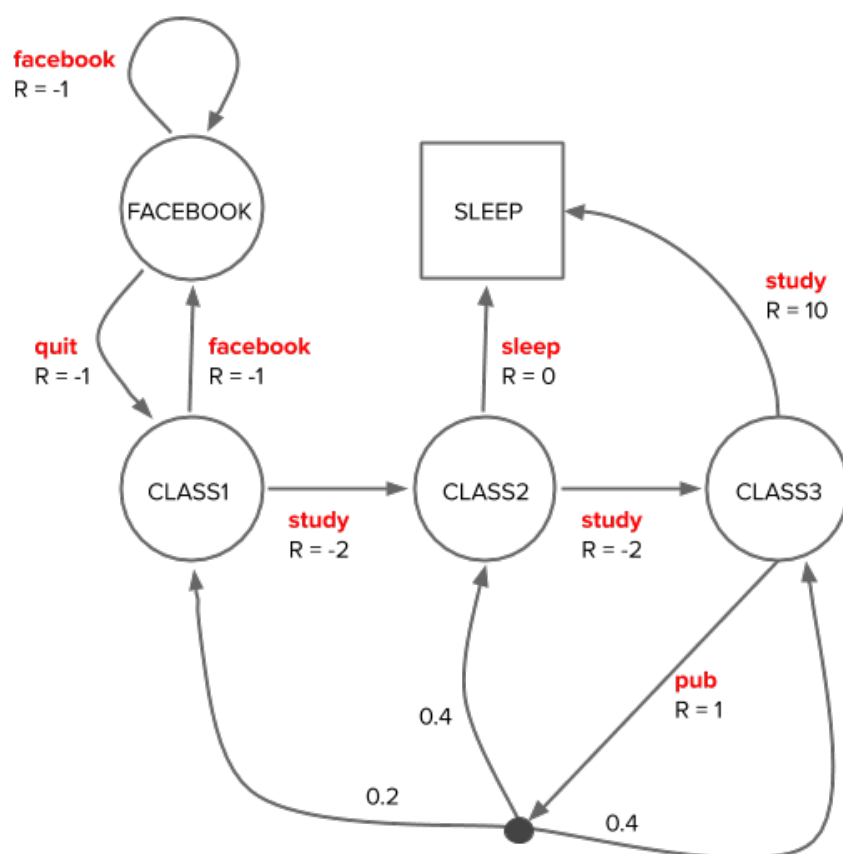 facebook
R = -1
FACEBOOK
SLEEP
study
R = 10
quit
R = -1
facebook
R = -1
sleep
R = 0
CLASS1
CLASS2
CLASS3
study
R = -2
study
R = -2
pub
R = 1
0.4
0.2
0.4